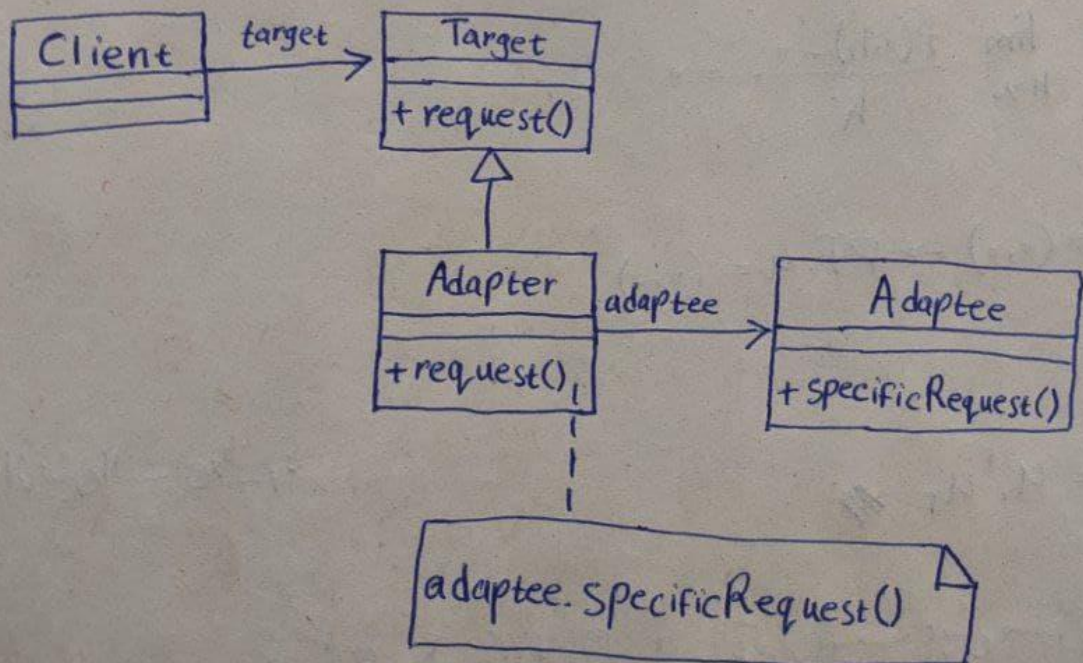 Client
target
Target
+ request()
Adapter
+ request()
adaptee
Adaptee
+ specificRequest()
adaptee.specificRequest()